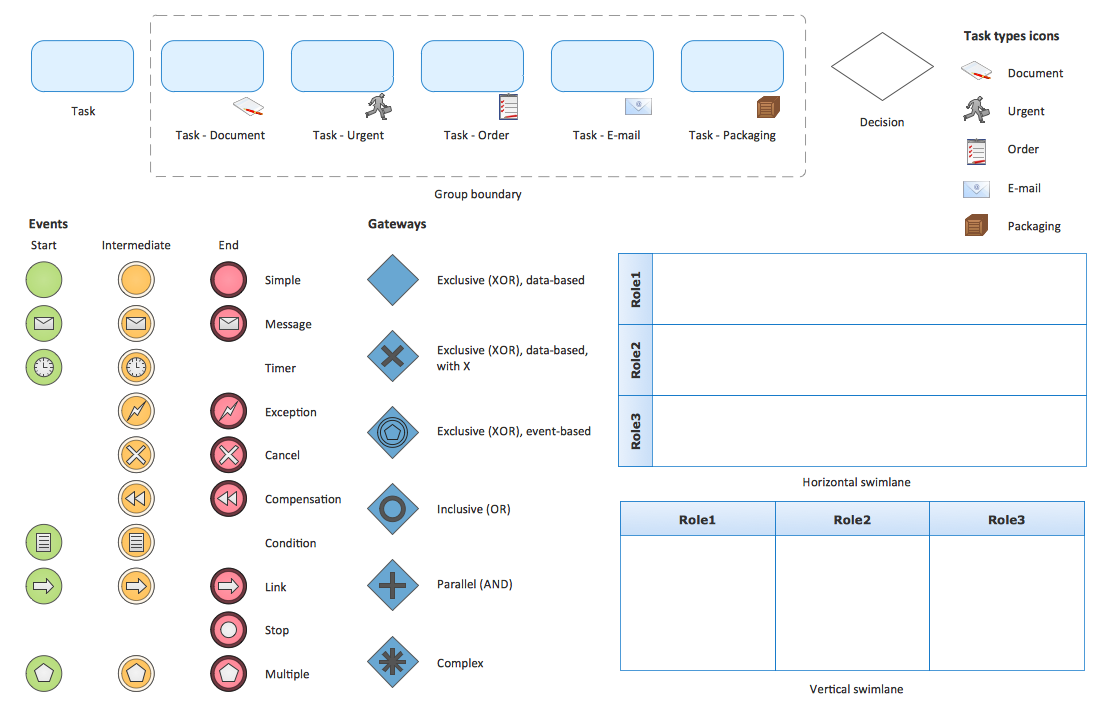 Task types icons
Document
Urgent
Order
E-mail
Packaging
Task
Task - Document
Task - Urgent
Task - Order
Task - E-mail
Task - Packaging
Decision
Group boundary
Events
Start
Intermediate
End
Simple
Message
Timer
Exception
Cancel
Compensation
Condition
Link
Stop
Multiple
Gateways
Exclusive (XOR), data-based
Exclusive (XOR), data-based,
with X
Exclusive (XOR), event-based
Inclusive (OR)
Parallel (AND)
Complex
Role1
Role2
Role3
Horizontal swimlane
Role1
Role2
Role3
Vertical swimlane